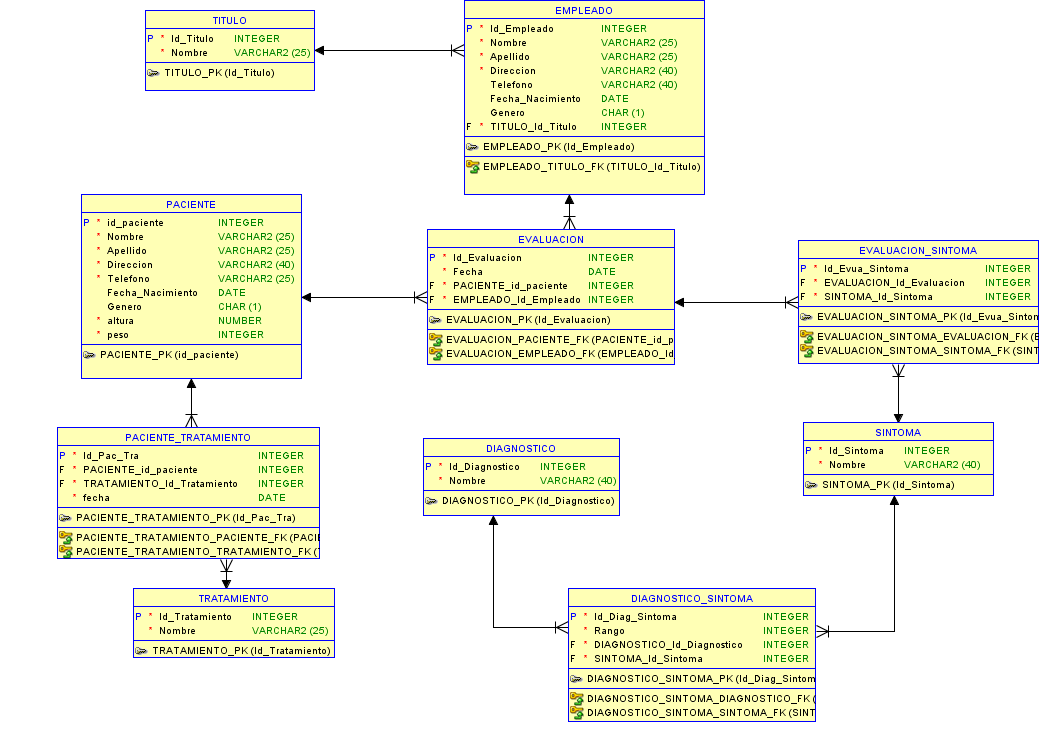 TITULO
P * Id_Titulo INTEGER
* Nombre VARCHAR2 (25)
TITULO_PK (Id_Titulo)
EMPLEADO
P * Id_Empleado INTEGER
* Nombre VARCHAR2 (25)
* Apellido VARCHAR2 (25)
* Direccion VARCHAR2 (40)
Telefono VARCHAR2 (40)
Fecha_Nacimiento DATE
Genero CHAR (1)
F * TITULO_Id_Titulo INTEGER
EMPLEADO_PK (Id_Empleado)
EMPLEADO_TITULO_FK (TITULO_Id_Titulo)
PACIENTE
P * id_paciente INTEGER
* Nombre VARCHAR2 (25)
* Apellido VARCHAR2 (25)
* Direccion VARCHAR2 (40)
* Telefono VARCHAR2 (25)
Fecha_Nacimiento DATE
Genero CHAR (1)
* altura NUMBER
* peso INTEGER
PACIENTE_PK (id_paciente)
EVALUACION
P * Id_Evaluacion INTEGER
* Fecha DATE
F * PACIENTE_id_paciente INTEGER
F * EMPLEADO_Id_Empleado INTEGER
EVALUACION_PK (Id_Evaluacion)
EVALUACION_PACIENTE_FK (PACIENTE_id_p
EVALUACION_EMPLEADO_FK (EMPLEADO_Id
EVALUACION_SINTOMA
P * Id_Evua_Sintoma INTEGER
F * EVALUACION_Id_Evaluacion INTEGER
F * SINTOMA_Id_Sintoma INTEGER
EVALUACION_SINTOMA_PK (Id_Evua_Sinton
EVALUACION_SINTOMA_EVALUACION_FK (E
EVALUACION_SINTOMA_SINTOMA_FK (SINT
PACIENTE_TRATAMIENTO
P * Id_Pac_Tra INTEGER
F * PACIENTE_id_paciente INTEGER
F * TRATAMIENTO_Id_Tratamiento INTEGER
* fecha DATE
PACIENTE_TRATAMIENTO_PK (Id_Pac_Tra)
PACIENTE_TRATAMIENTO_PACIENTE_FK (PACI
PACIENTE_TRATAMIENTO_TRATAMIENTO_FK (T
DIAGNOSTICO
P * Id_Diagnostico INTEGER
* Nombre VARCHAR2 (40)
DIAGNOSTICO_PK (Id_Diagnostico)
SINTOMA
P * Id_Sintoma INTEGER
* Nombre VARCHAR2 (40)
SINTOMA_PK (Id_Sintoma)
TRATAMIENTO
P * Id_Tratamiento INTEGER
* Nombre VARCHAR2 (25)
TRATAMIENTO_PK (Id_Tratamiento)
DIAGNOSTICO_SINTOMA
P * Id_Diag_Sintoma INTEGER
* Rango INTEGER
F * DIAGNOSTICO_Id_Diagnostico INTEGER
F * SINTOMA_Id_Sintoma INTEGER
DIAGNOSTICO_SINTOMA_PK (Id_Diag_Sintom
DIAGNOSTICO_SINTOMA_DIAGNOSTICO_FK (
DIAGNOSTICO_SINTOMA_SINTOMA_FK (SINT